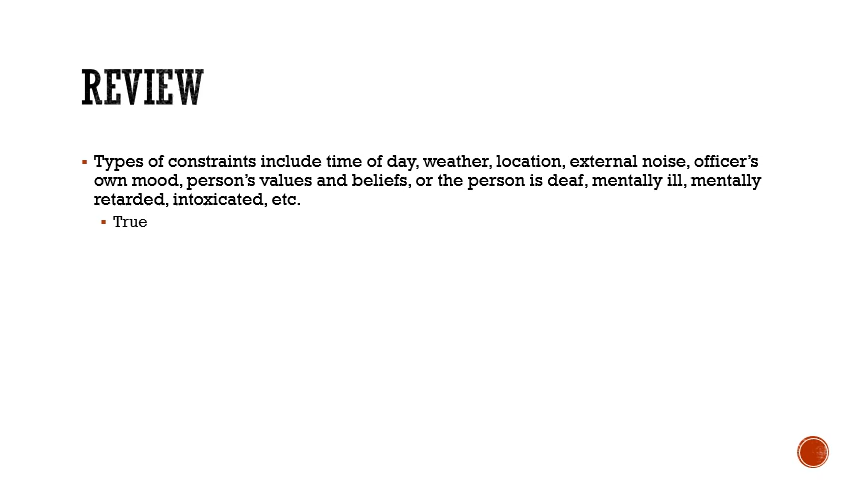 REVIEW
▪ Types of constraints include time of day, weather, location, external noise, officer's
own mood, person's values and beliefs, or the person is deaf, mentally ill, mentally
retarded, intoxicated, etc.
▪ True